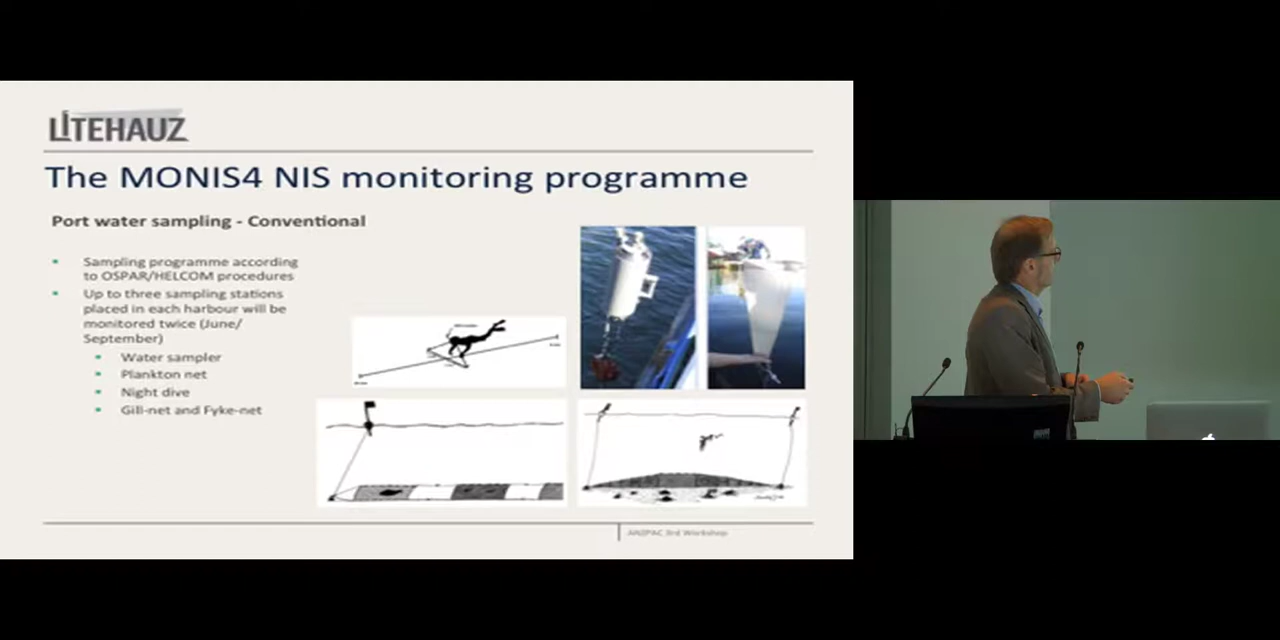 LITEHAUZ
The MONIS4 NIS monitoring programme
Port water sampling - Conventional
Sampling programme according
to OSPAR/HELCOM procedures
Up to three sampling stations
placed in each harbour will be
monitored twice (June/
September)
Water sampler
Plankton net
Night dive
Gill-net and Fyke-net
3rd Workshop